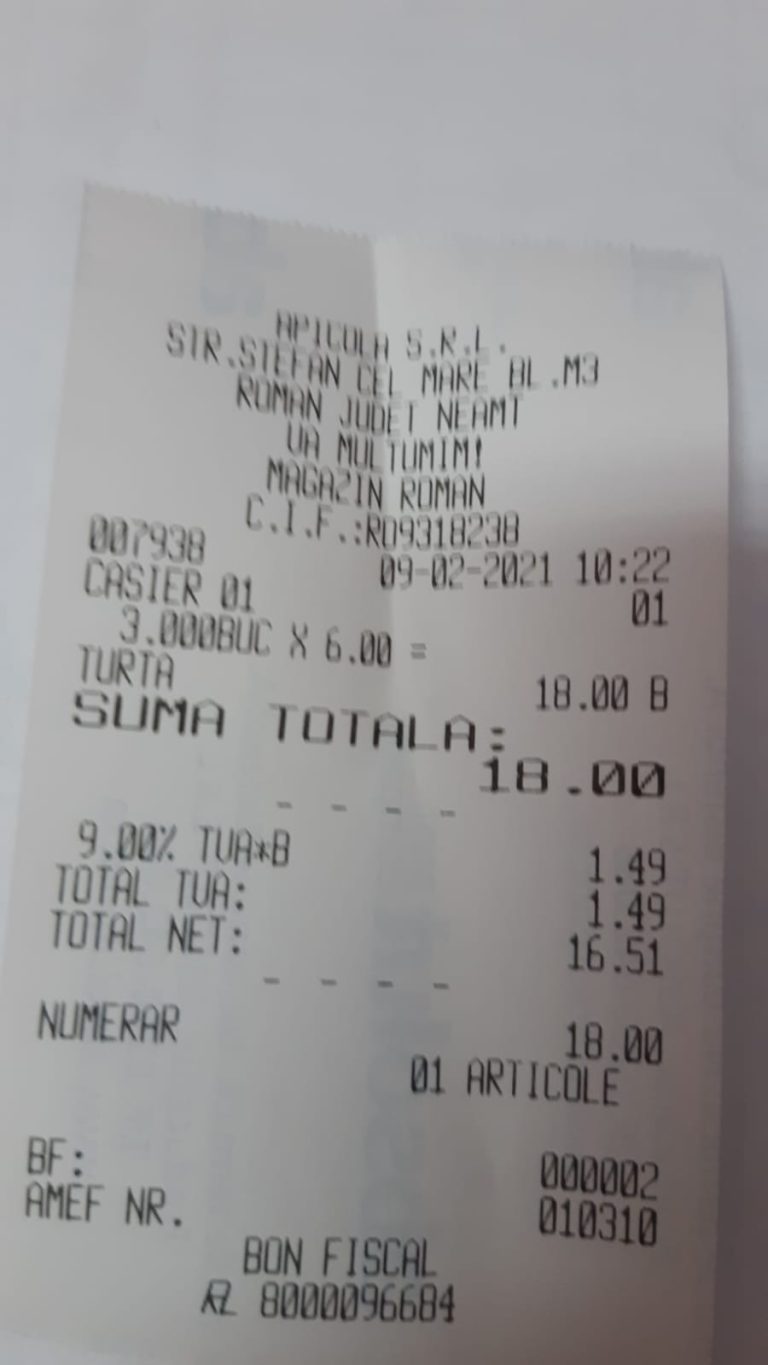 APICOLA S.R.L.
STR.STEFAN CEL MARE BL.M3
ROMAN JUDET NEAMT
VA MULTUMIM!
MAGAZIN ROMAN
C.I.F.:RO9318238
007938 09-02-2021 10:22
CASIER 01 01
3.000BUC X 6.00 =
TURTA 18.00 B
SUMA TOTALA:
18.00
- - - -
9.00% TVA*B 1.49
TOTAL TVA: 1.49
TOTAL NET: 16.51
- - - -
NUMERAR 18.00
01 ARTICOLE
BF: 000002
AMEF NR. 010310
BON FISCAL
8000096684